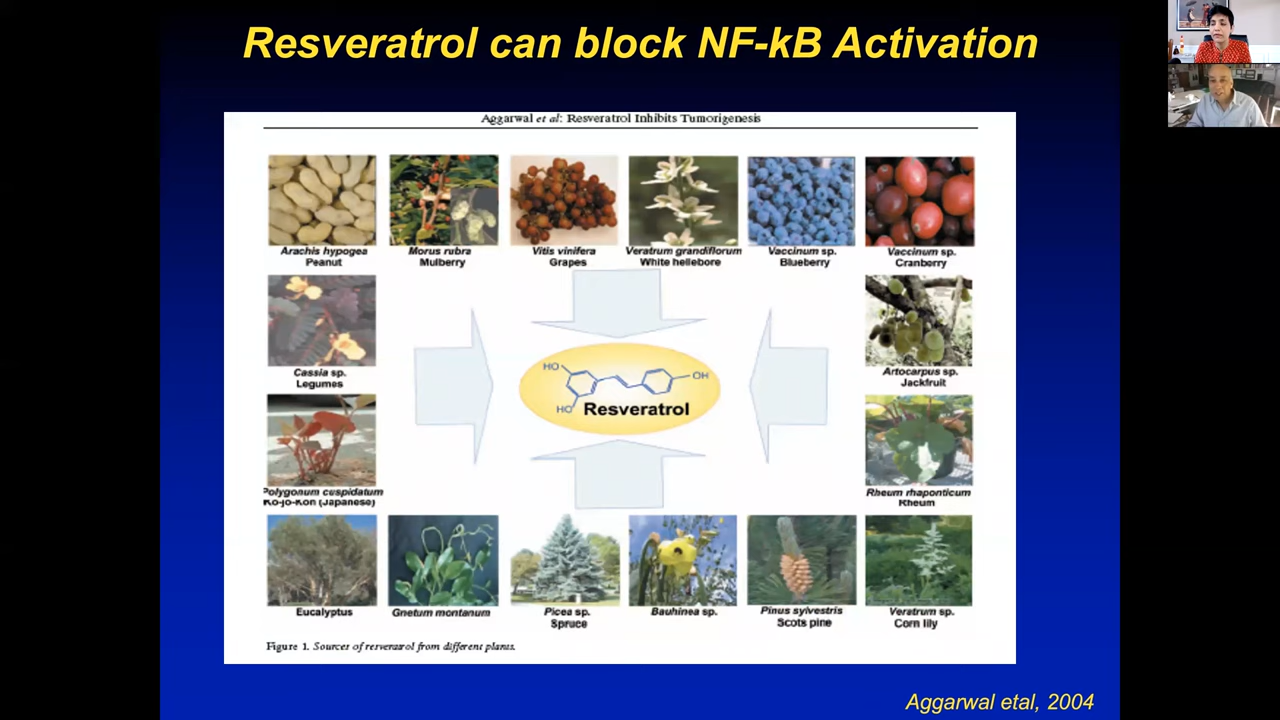 Resveratrol can block NF-kB Activation
Aggarwal et al: Resveratrol Inhibits Tumorigenesis
Arachis hypogea
Peanut
Morus rubra
Mulberry
Vitis vinifera
Grapes
Veratrum grandiflorum
White hellebore
Vaccinum sp.
Blueberry
Vaccinum sp.
Cranberry
Cassia sp.
Legumes
Artocarpus sp.
Jackfruit
HO
OH
HO
Resveratrol
Polygonum cuspidatum
Ko-jo-kon (Japanese)
Rheum rhaponticum
Rheum
Eucalyptus
Gnetum montanum
Picea sp.
Spruce
Bauhinea sp.
Pinus sylvestris
Scots pine
Veratrum sp.
Corn lily
Figure 1. Sources of resveratrol from different plants.
Aggarwal etal, 2004